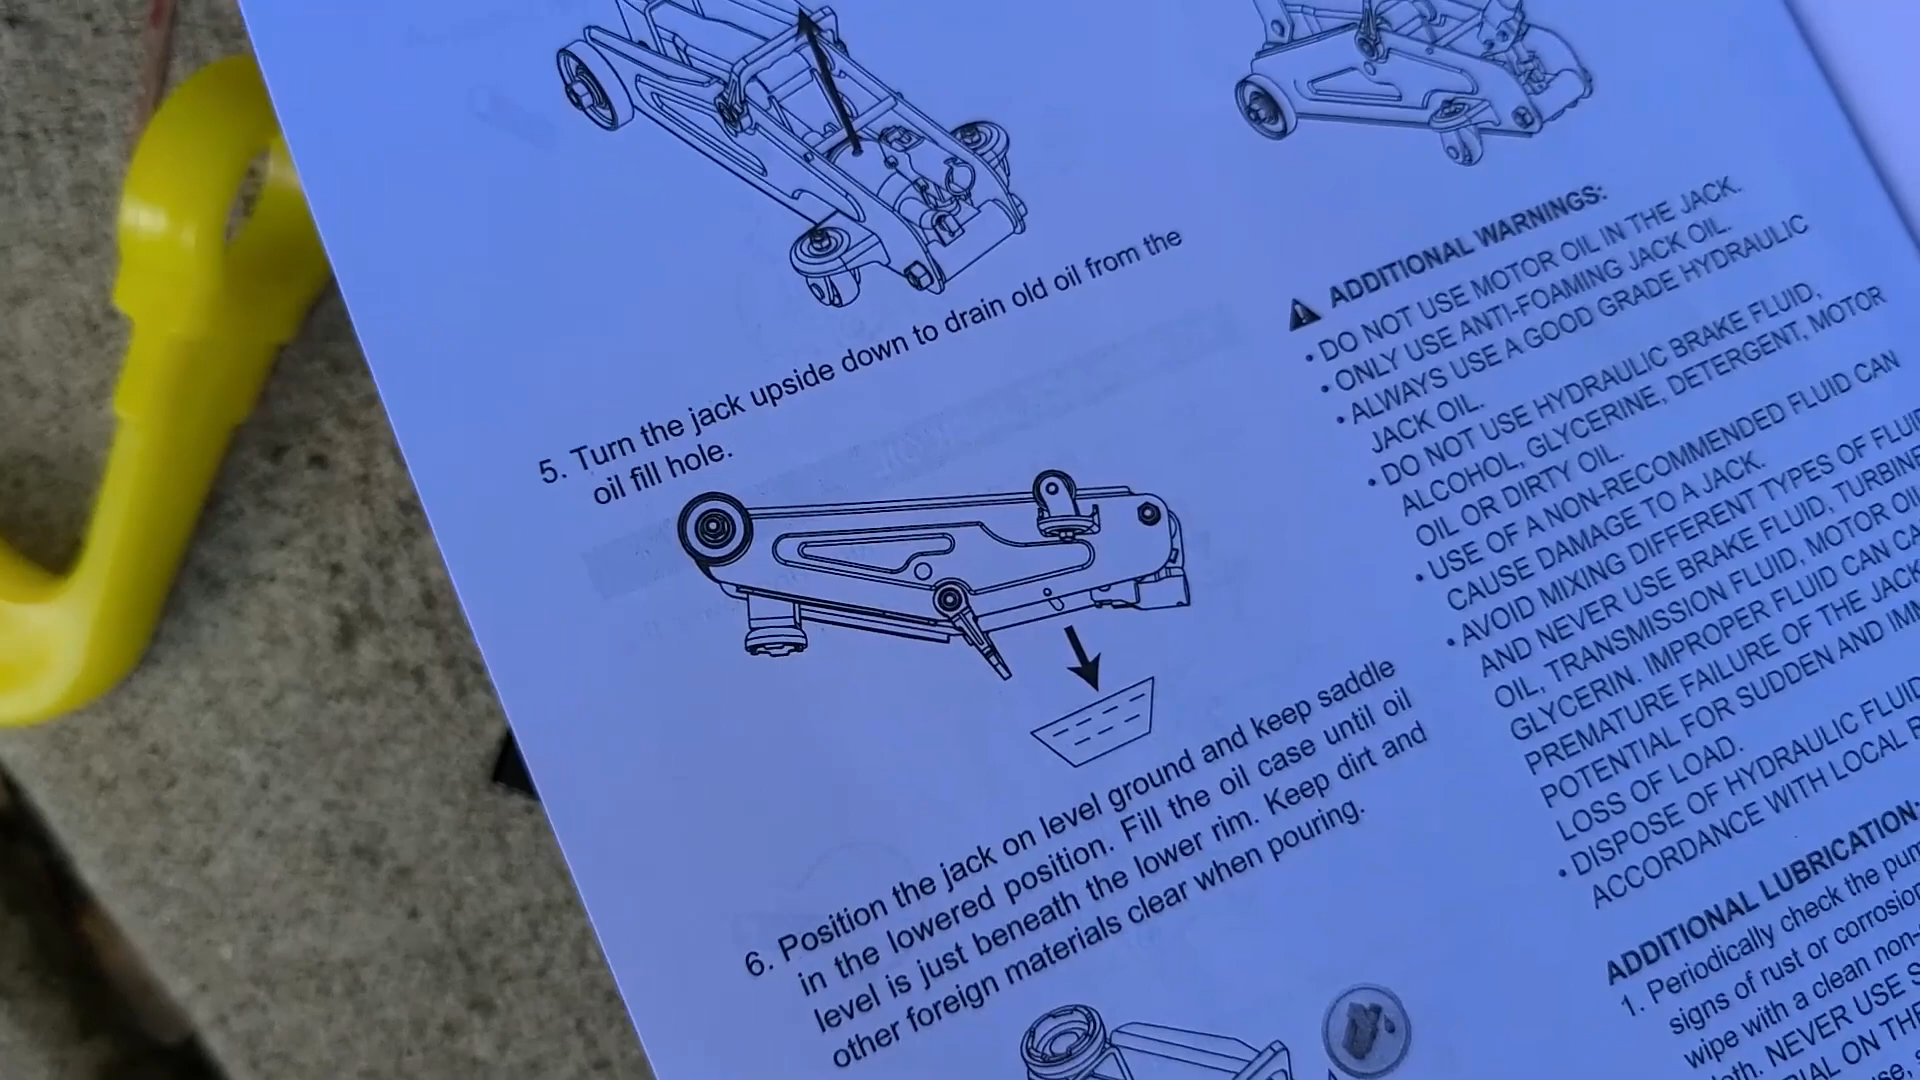 5. Turn the jack upside down to drain old oil from the
oil fill hole.
6. Position the jack on level ground and keep saddle
in the lowered position. Fill the oil case until oil
level is just beneath the lower rim. Keep dirt and
other foreign materials clear when pouring.
ADDITIONAL WARNINGS:
• DO NOT USE MOTOR OIL IN THE JACK.
• ONLY USE ANTI-FOAMING JACK OIL.
• ALWAYS USE A GOOD GRADE HYDRAULIC
JACK OIL.
• DO NOT USE HYDRAULIC BRAKE FLUID,
ALCOHOL, GLYCERINE, DETERGENT, MOTOR
OIL OR DIRTY OIL.
• USE OF A NON-RECOMMENDED FLUID CAN
CAUSE DAMAGE TO A JACK.
• AVOID MIXING DIFFERENT TYPES OF
AND NEVER USE BRAKE FLUID, TURBINE
OIL, TRANSMISSION FLUID, MOTOR
GLYCERIN. IMPROPER FLUID CAN
PREMATURE FAILURE OF THE JACK
POTENTIAL FOR SUDDEN AND
LOSS OF LOAD.
• DISPOSE OF HYDRAULIC FLUID
ACCORDANCE WITH LOCAL
ADDITIONAL LUBRICATION:
1. Periodically check the
signs of rust or corrosion
wipe with a clean
NEVER USE
ON